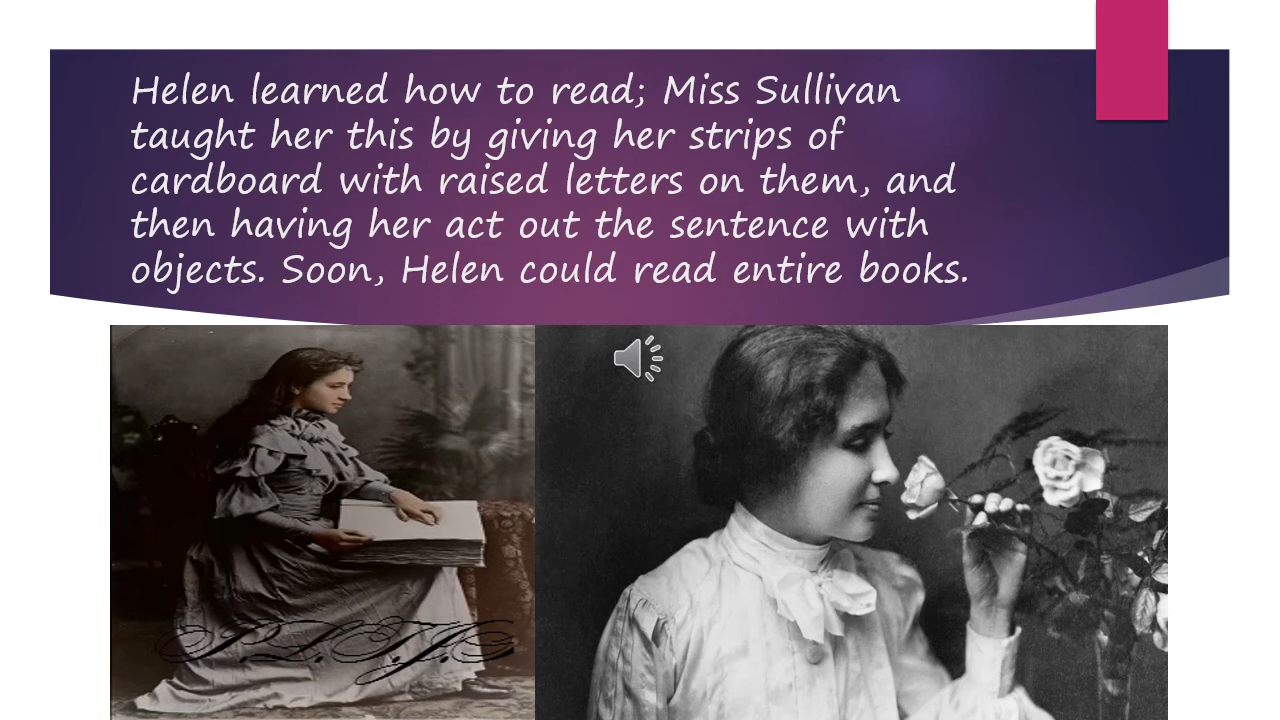 Helen learned how to read; Miss Sullivan
taught her this by giving her strips of
cardboard with raised letters on them, and
then having her act out the sentence with
objects. Soon, Helen could read entire books.